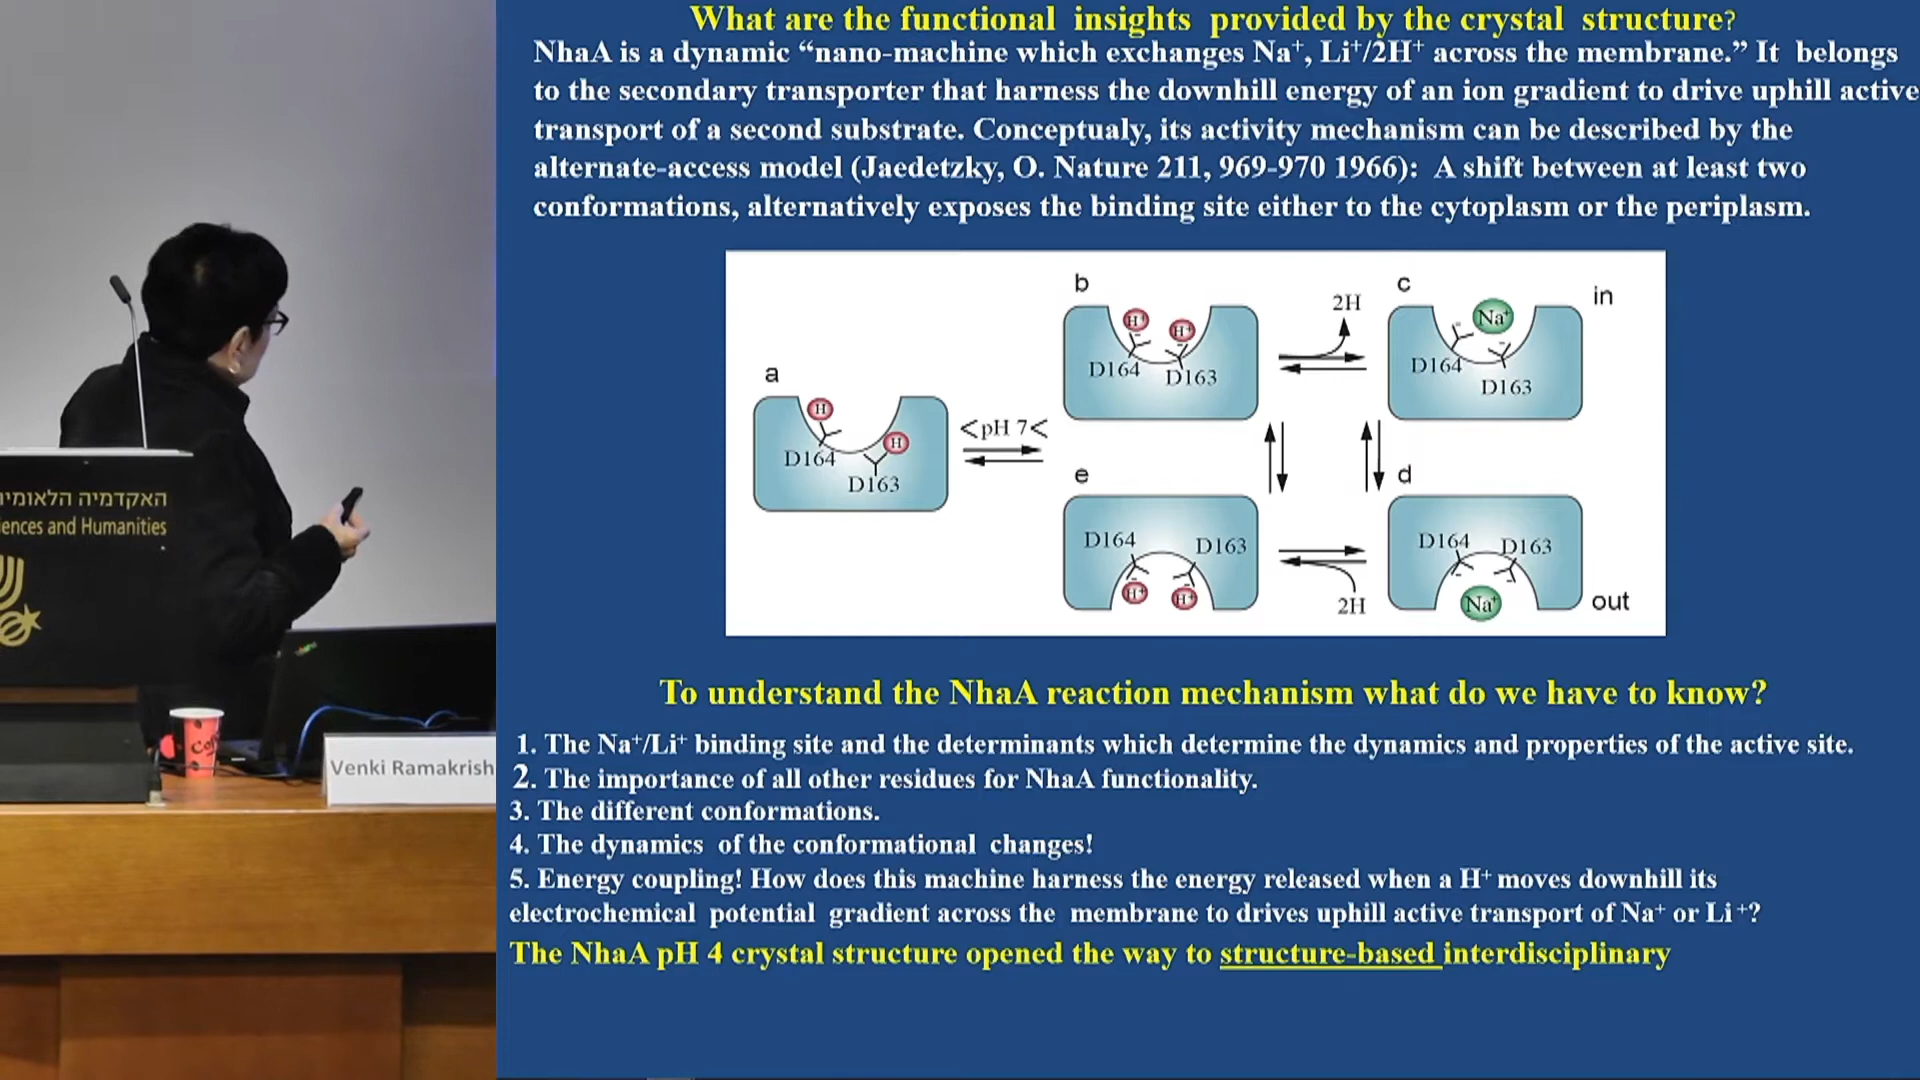 What are the functional insights provided by the crystal structure?
NhaA is a dynamic “nano-machine which exchanges Na⁺, Li⁺/2H⁺ across the membrane.” It belongs
to the secondary transporter that harness the downhill energy of an ion gradient to drive uphill active
transport of a second substrate. Conceptualy, its activity mechanism can be described by the
alternate-access model (Jaedetzky, O. Nature 211, 969-970 1966): A shift between at least two
conformations, alternatively exposes the binding site either to the cytoplasm or the periplasm.
a
H
D164
H
D163
<pH 7<
b
H⁺
H⁺
D164
D163
2H
c
Na⁺
D164
D163
in
e
D164
D163
H⁺
H⁺
2H
d
D164
D163
Na⁺
out
To understand the NhaA reaction mechanism what do we have to know?
1. The Na⁺/Li⁺ binding site and the determinants which determine the dynamics and properties of the active site.
2. The importance of all other residues for NhaA functionality.
3. The different conformations.
4. The dynamics of the conformational changes!
5. Energy coupling! How does this machine harness the energy released when a H⁺ moves downhill its
electrochemical potential gradient across the membrane to drives uphill active transport of Na⁺ or Li⁺?
The NhaA pH 4 crystal structure opened the way to structure-based interdisciplinary
האקדמיה הלאומי
iences and Humanities
Venki Ramakrish